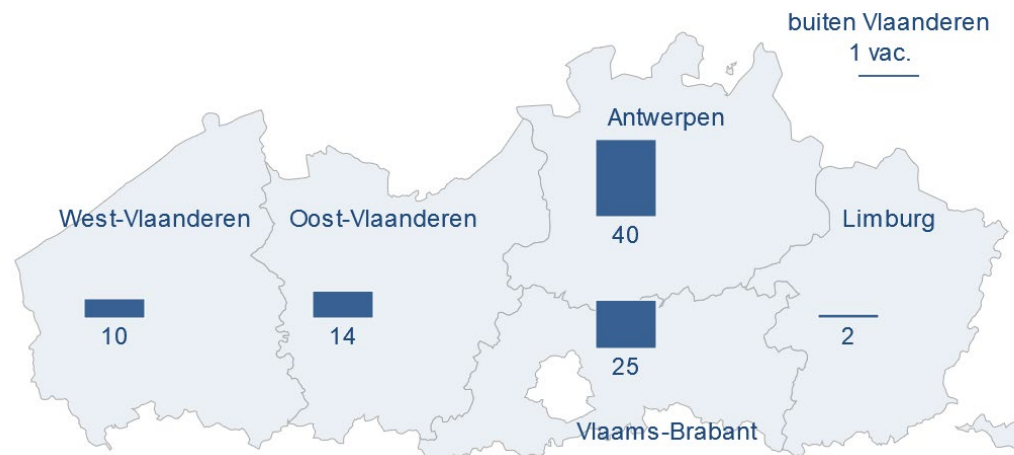 buiten Vlaanderen
1 vac.
Antwerpen
40
West-Vlaanderen
10
Oost-Vlaanderen
14
Limburg
2
25
Vlaams-Brabant